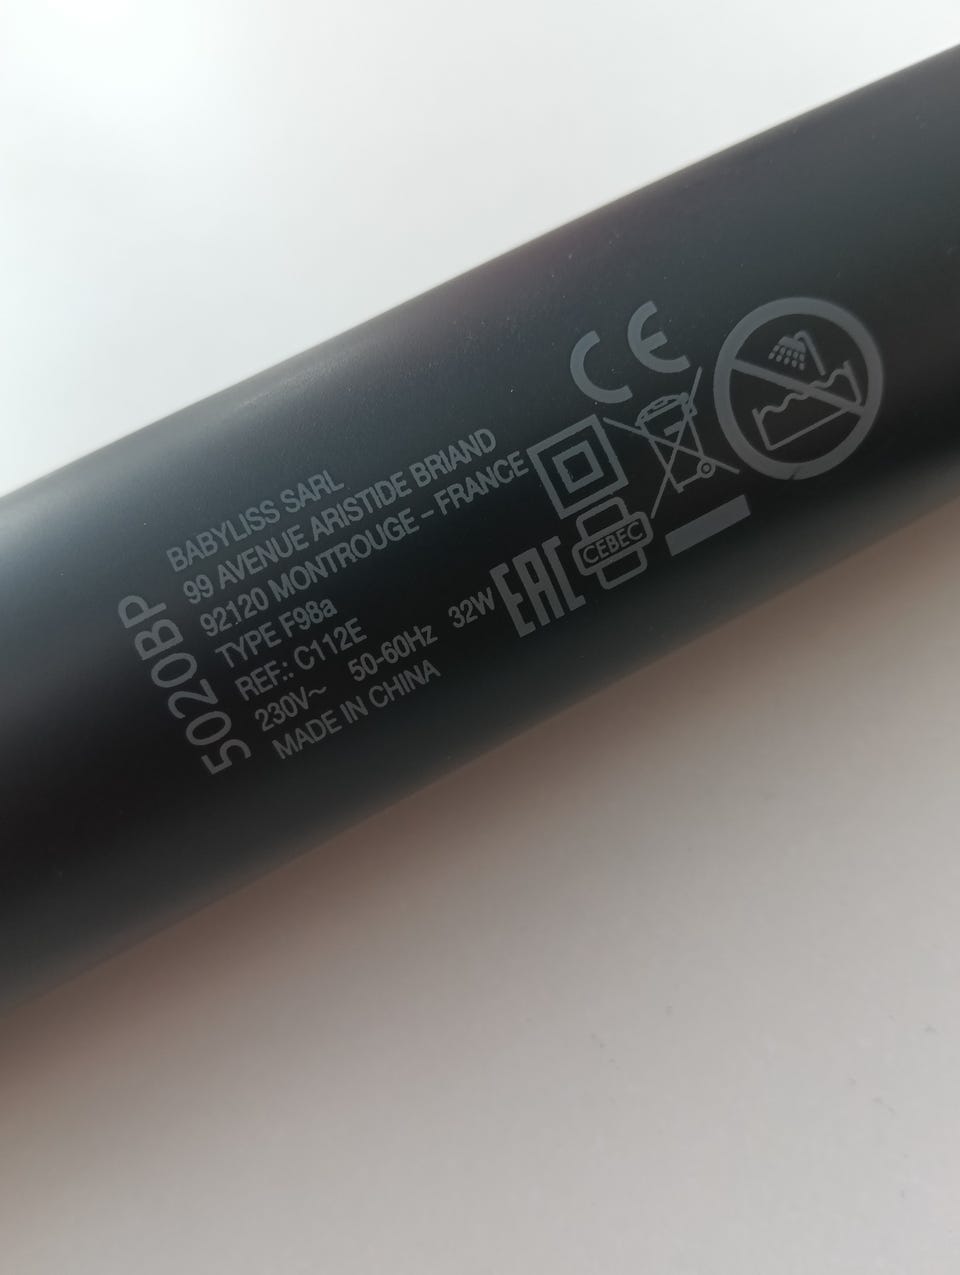 5020BP
BABYLISS SARL
99 AVENUE ARISTIDE BRIAND
92120 MONTROUGE – FRANCE
TYPE F98a
REF.: C112E
230V~ 50-60Hz 32W
MADE IN CHINA
CE
CEBEC
EAC